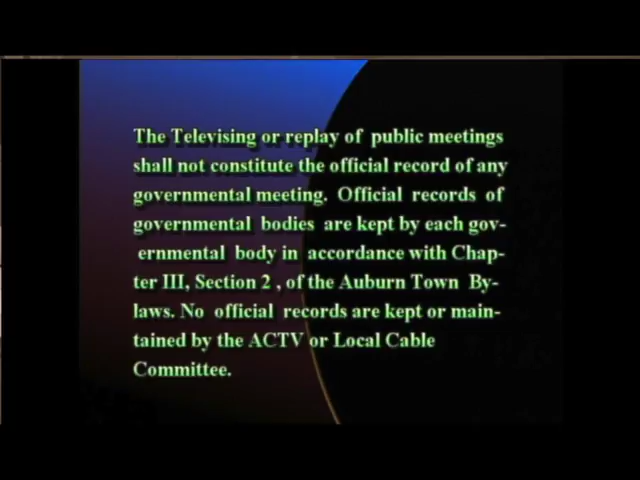 The Televising or replay of public meetings
shall not constitute the official record of any
governmental meeting. Official records of
governmental bodies are kept by each gov-
ernmental body in accordance with Chap-
ter III, Section 2 , of the Auburn Town By-
laws. No official records are kept or main-
tained by the ACTV or Local Cable
Committee.